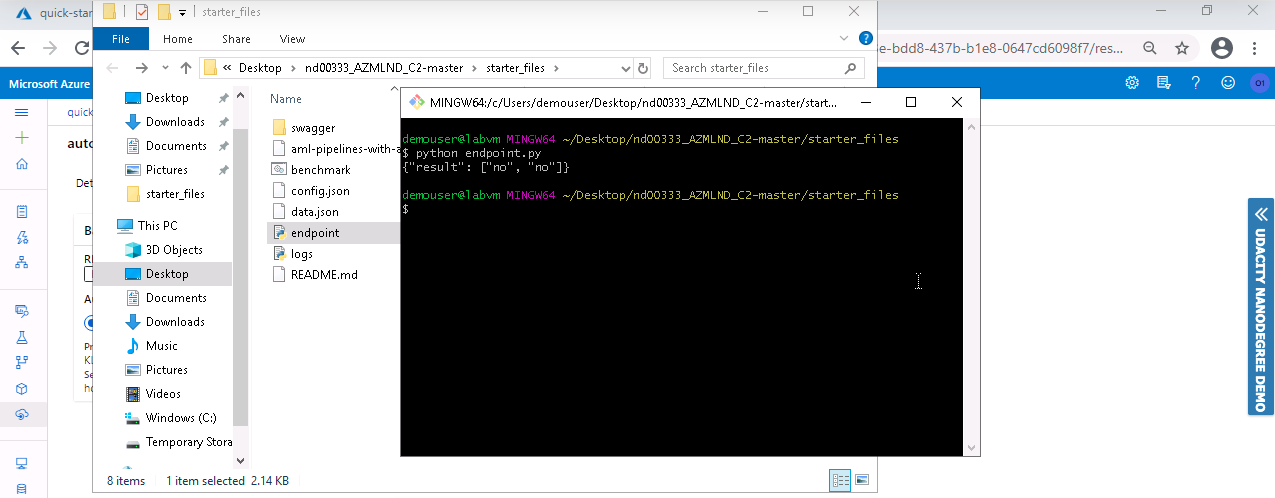 quick-start
starter_files
File Home Share View
e-bdd8-437b-b1e8-0647cd6098f7/res...
« Desktop > nd00333_AZMLND_C2-master > starter_files >
Search starter_files
Microsoft Azure
O1
quick
auto
Det
Desktop
Downloads
Documents
Pictures
starter_files
This PC
3D Objects
Desktop
Documents
Downloads
Music
Pictures
Videos
Windows (C:)
Temporary Stora
Name
swagger
aml-pipelines-with-a
benchmark
config.json
data.json
endpoint
logs
README.md
MINGW64:/c/Users/demouser/Desktop/nd00333_AZMLND_C2-master/start...
demouser@labvm MINGW64 ~/Desktop/nd00333_AZMLND_C2-master/starter_files
$ python endpoint.py
{"result": ["no", "no"]}
demouser@labvm MINGW64 ~/Desktop/nd00333_AZMLND_C2-master/starter_files
$
8 items 1 item selected 2.14 KB
« UDACITY NANODEGREE DEMO